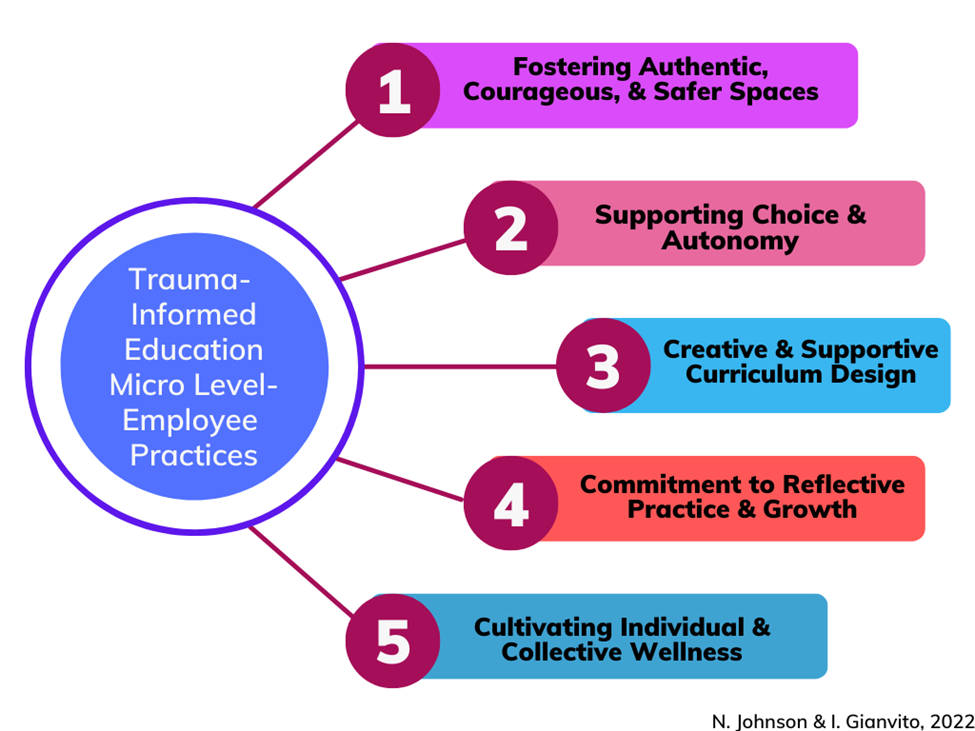 1
Fostering Authentic,
Courageous, & Safer Spaces
2
Supporting Choice &
Autonomy
Trauma-
Informed
Education
Micro Level-
Employee
Practices
3
Creative & Supportive
Curriculum Design
4
Commitment to Reflective
Practice & Growth
5
Cultivating Individual &
Collective Wellness
N. Johnson & I. Gianvito, 2022